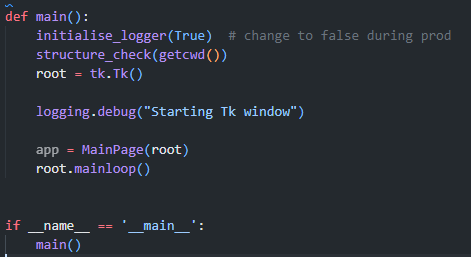 def main():
    initialise_logger(True)  # change to false during prod
    structure_check(getcwd())
    root = tk.Tk()

    logging.debug("Starting Tk window")

    app = MainPage(root)
    root.mainloop()


if __name__ == '__main__':
    main()